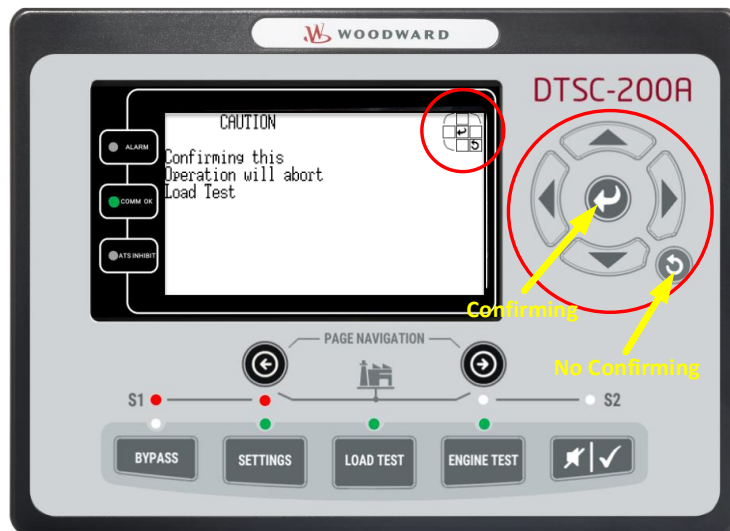 WOODWARD
DTSC-200A
CAUTION
Confirming this
Operation will abort
Load Test
ALARM
COMM OK
ATS INHIBIT
Confirming
No Confirming
PAGE NAVIGATION
S1
S2
BYPASS
SETTINGS
LOAD TEST
ENGINE TEST